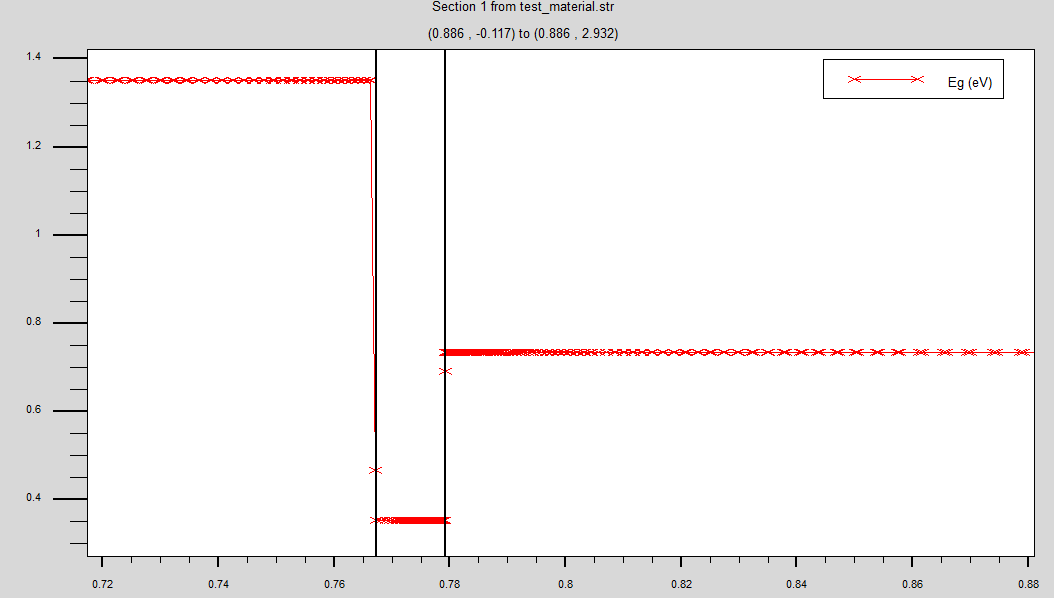 Section 1 from test_material.str
(0.886 , -0.117) to (0.886 , 2.932)
Eg (eV)
1.4
1.2
1
0.8
0.6
0.4
0.72 0.74 0.76 0.78 0.8 0.82 0.84 0.86 0.88